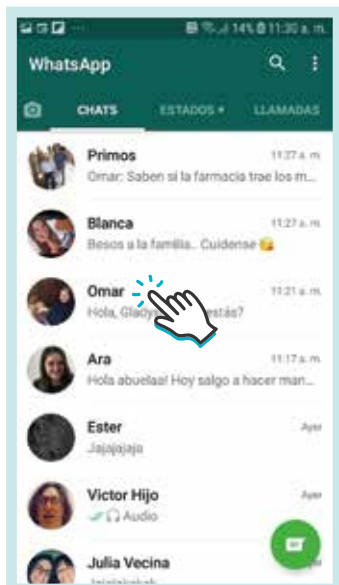 14% 11:30 a. m.
WhatsApp
CHATS ESTADOS LLAMADAS
Primos 11:27 a. m.
Omar: Saben si la farmacia trae los m...
Blanca 11:27 a. m.
Besos a la familia.. Cuidense
Omar 11:21 a. m.
Hola, Gladys estás?
Ara 11:17 a. m.
Hola abuelaa! Hoy salgo a hacer man...
Ester Ayer
Jajajajaja
Victor Hijo Ayer
Audio
Julia Vecina